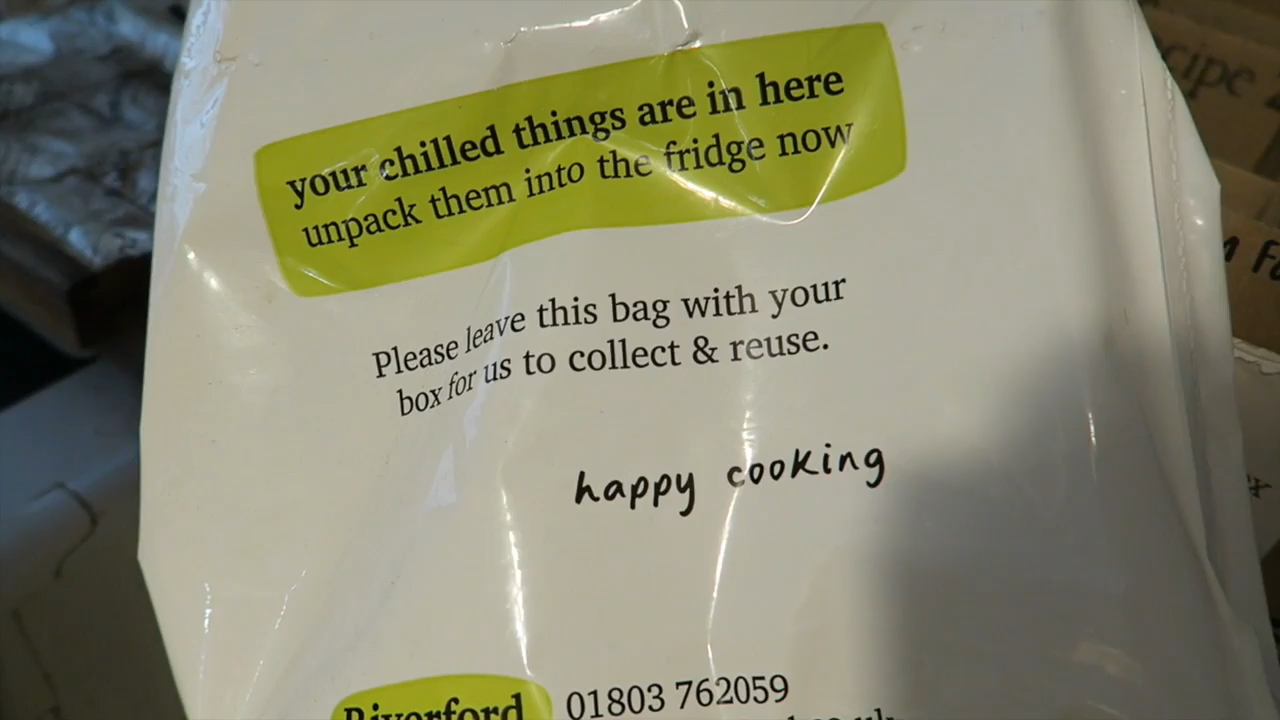 your chilled things are in here
unpack them into the fridge now
Please leave this bag with your
box for us to collect & reuse.
happy cooking
Riverford 01803 762059